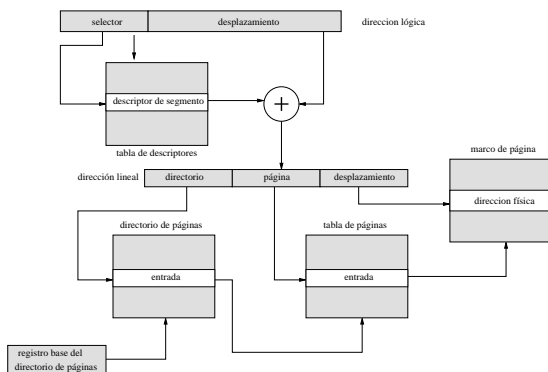 selector
desplazamiento
direccion lógica
descriptor de segmento
+
tabla de descriptores
marco de página
dirección lineal
directorio
página
desplazamiento
direccion física
directorio de páginas
tabla de páginas
entrada
entrada
registro base del
directorio de páginas